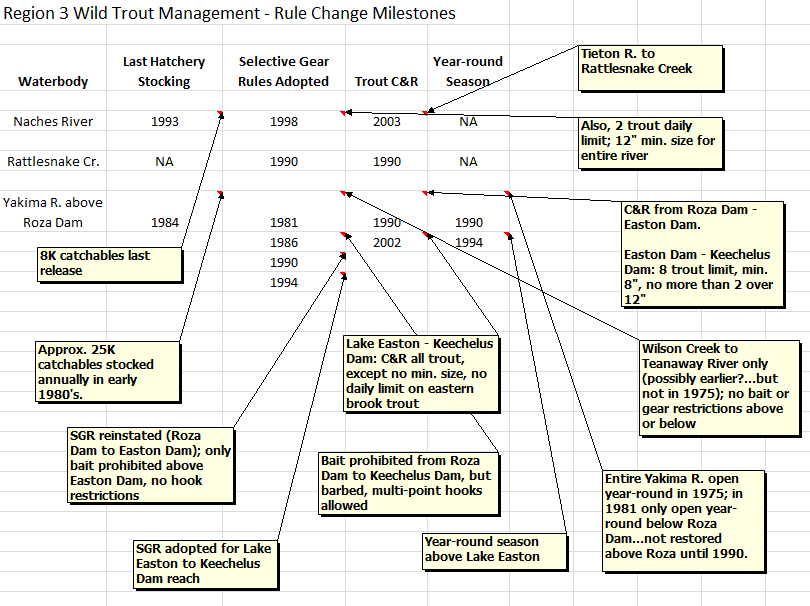 Region 3 Wild Trout Management - Rule Change Milestones
Last Hatchery Selective Gear Year-round
Waterbody Stocking Rules Adopted Trout C&R Season
Tieton R. to
Rattlesnake Creek
Naches River 1993 1998 2003 NA
Also, 2 trout daily
limit; 12" min. size for
entire river
Rattlesnake Cr. NA 1990 1990 NA
Yakima R. above
Roza Dam 1984 1981 1990 1990
1986 2002 1994
1990
1994
C&R from Roza Dam -
Easton Dam.
Easton Dam - Keechelus
Dam: 8 trout limit, min.
8", no more than 2 over
12"
8K catchables last
release
Approx. 25K
catchables stocked
annually in early
1980's.
Lake Easton - Keechelus
Dam: C&R all trout,
except no min. size, no
daily limit on eastern
brook trout
Wilson Creek to
Teanaway River only
(possibly earlier?...but
not in 1975); no bait or
gear restrictions above
or below
SGR reinstated (Roza
Dam to Easton Dam); only
bait prohibited above
Easton Dam, no hook
restrictions
Bait prohibited from Roza
Dam to Keechelus Dam, but
barbed, multi-point hooks
allowed
Entire Yakima R. open
year-round in 1975; in
1981 only open year-
round below Roza
Dam...not restored
above Roza until 1990.
SGR adopted for Lake
Easton to Keechelus
Dam reach
Year-round season
above Lake Easton